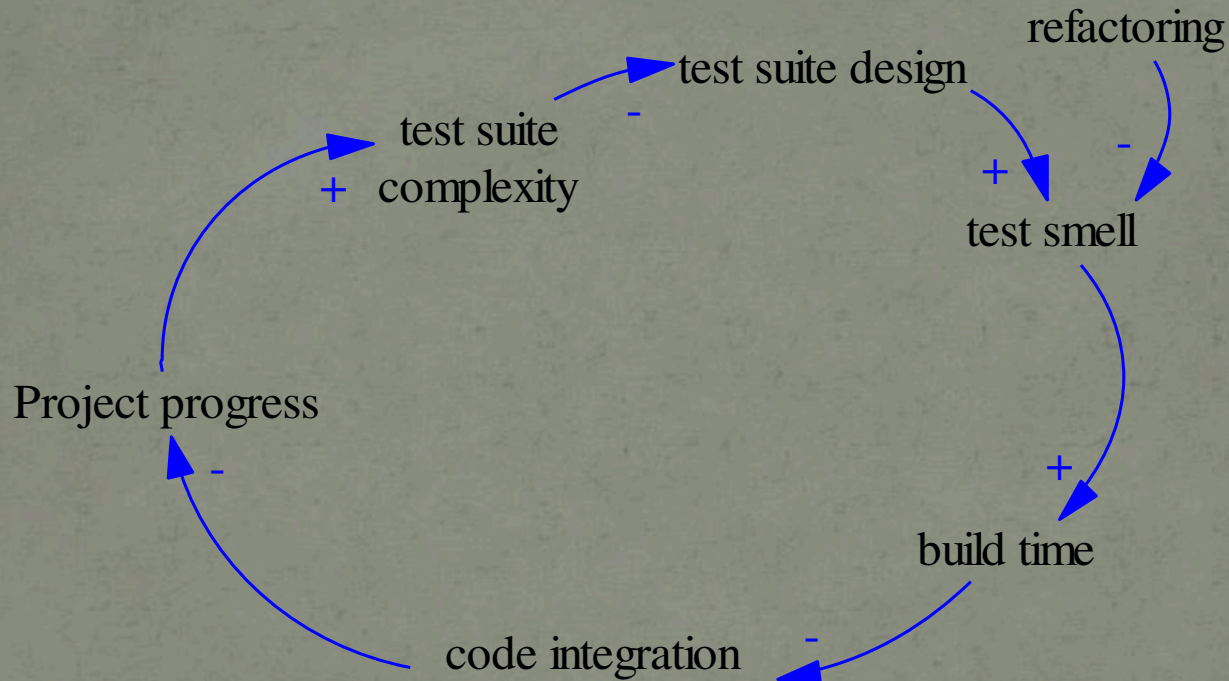 refactoring
test suite design
-
test suite
complexity
+
-
+
test smell
Project progress
-
+
build time
-
code integration